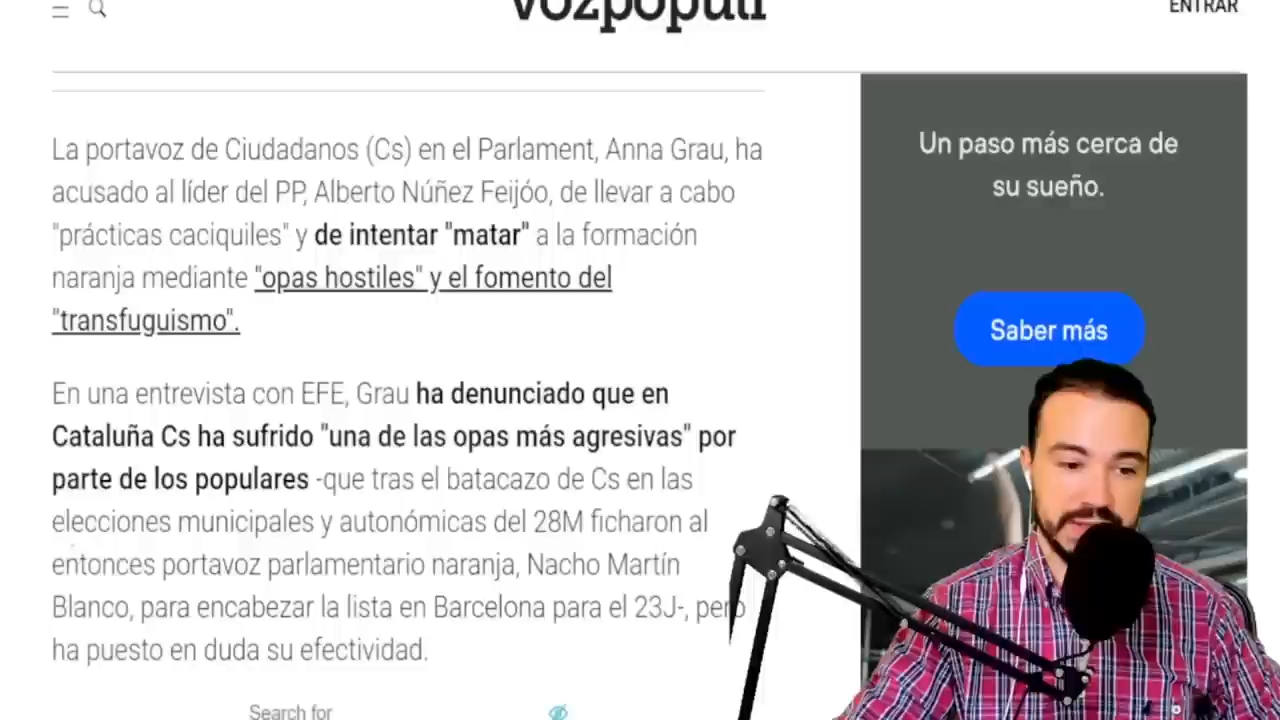 vozpópuli
ENTRAR
La portavoz de Ciudadanos (Cs) en el Parlament, Anna Grau, ha
acusado al líder del PP, Alberto Núñez Feijóo, de llevar a cabo
"prácticas caciquiles" y de intentar "matar" a la formación
naranja mediante "opas hostiles" y el fomento del
"transfuguismo".
En una entrevista con EFE, Grau ha denunciado que en
Cataluña Cs ha sufrido "una de las opas más agresivas" por
parte de los populares -que tras el batacazo de Cs en las
elecciones municipales y autonómicas del 28M ficharon al
entonces portavoz parlamentario naranja, Nacho Martín
Blanco, para encabezar la lista en Barcelona para el 23J-, pero
ha puesto en duda su efectividad.
Search for
Un paso más cerca de
su sueño.
Saber más